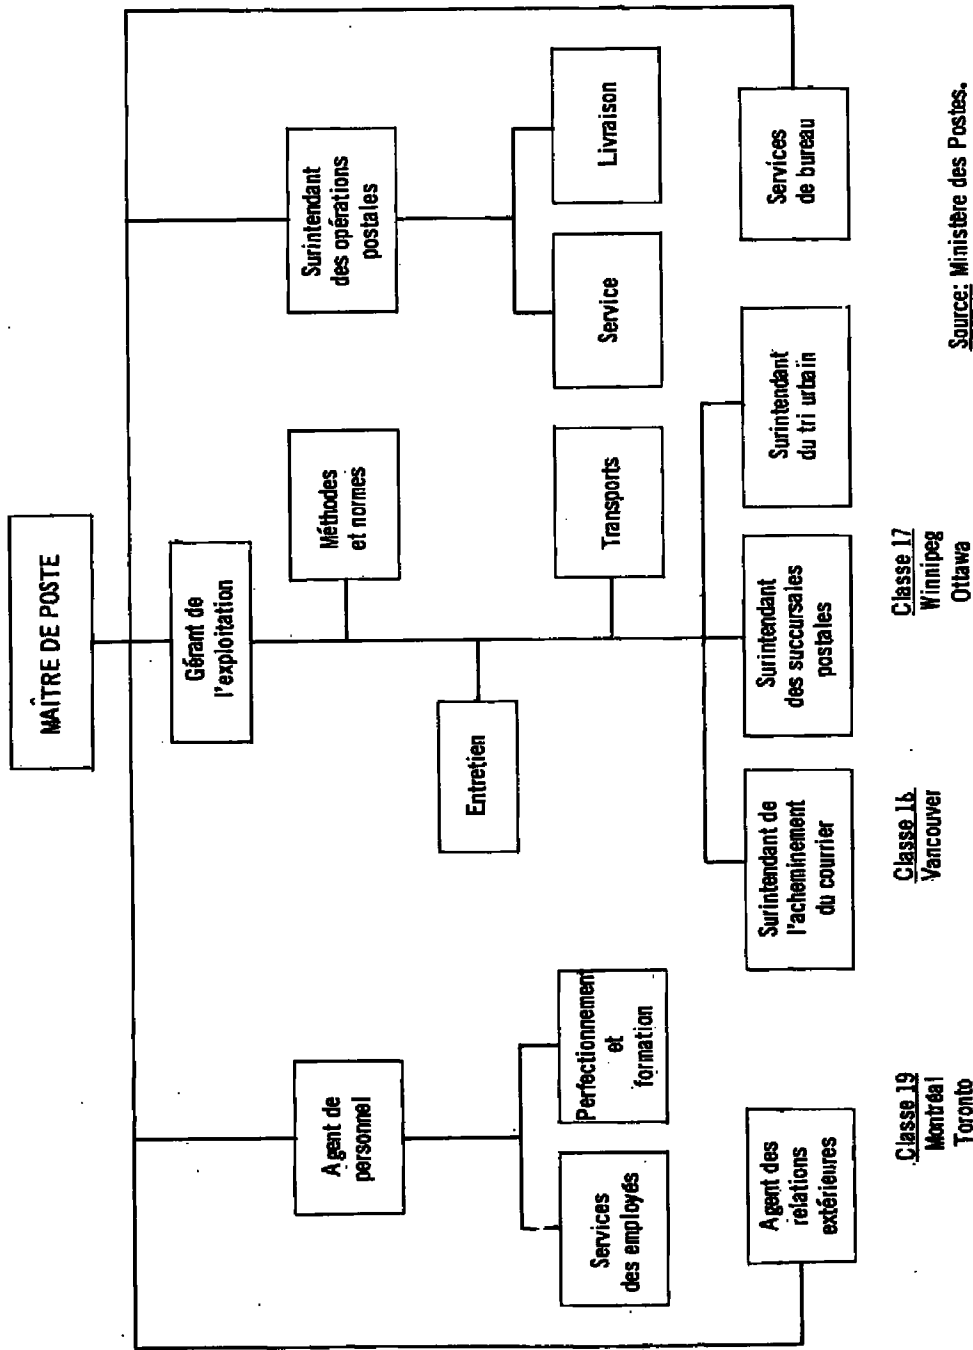 MAÎTRE DE POSTE
Gérant de
l'exploitation
Agent de
personnel
Méthodes
et normes
Surintendant
des opérations
postales
Entretien
Services
des employés
Perfectionnement
et
formation
Transports
Service
Livraison
Agent des
relations
extérieures
Surintendant de
l'acheminement
du courrier
Surintendant
des succursales
postales
Surintendant
du tri urbain
Services
de bureau
Classe 19
Montréal
Toronto
Classe 18
Vancouver
Classe 17
Winnipeg
Ottawa
Source: Ministère des Postes.